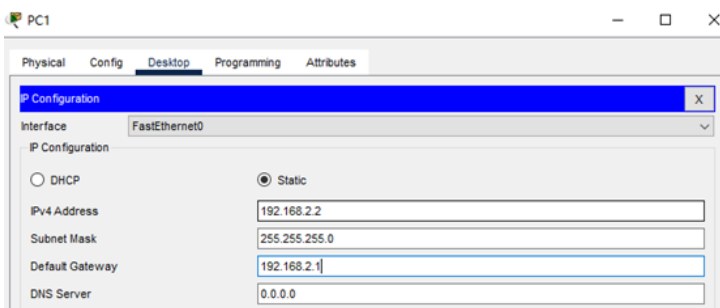 PC1
Physical Config Desktop Programming Attributes
IP Configuration X
Interface FastEthernet0
IP Configuration
DHCP Static
IPv4 Address 192.168.2.2
Subnet Mask 255.255.255.0
Default Gateway 192.168.2.1
DNS Server 0.0.0.0